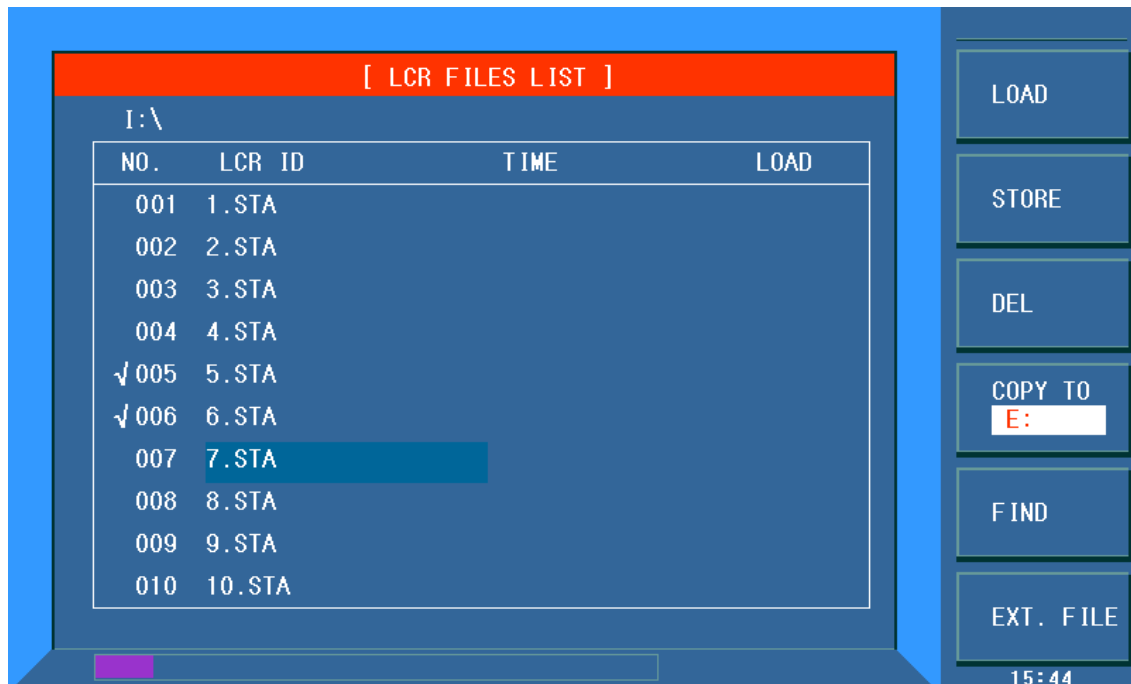 [ LCR FILES LIST ]
I:\
NO. LCR ID TIME LOAD
001 1.STA
002 2.STA
003 3.STA
004 4.STA
√ 005 5.STA
√ 006 6.STA
007 7.STA
008 8.STA
009 9.STA
010 10.STA
LOAD
STORE
DEL
COPY TO
E:
FIND
EXT. FILE
15:44